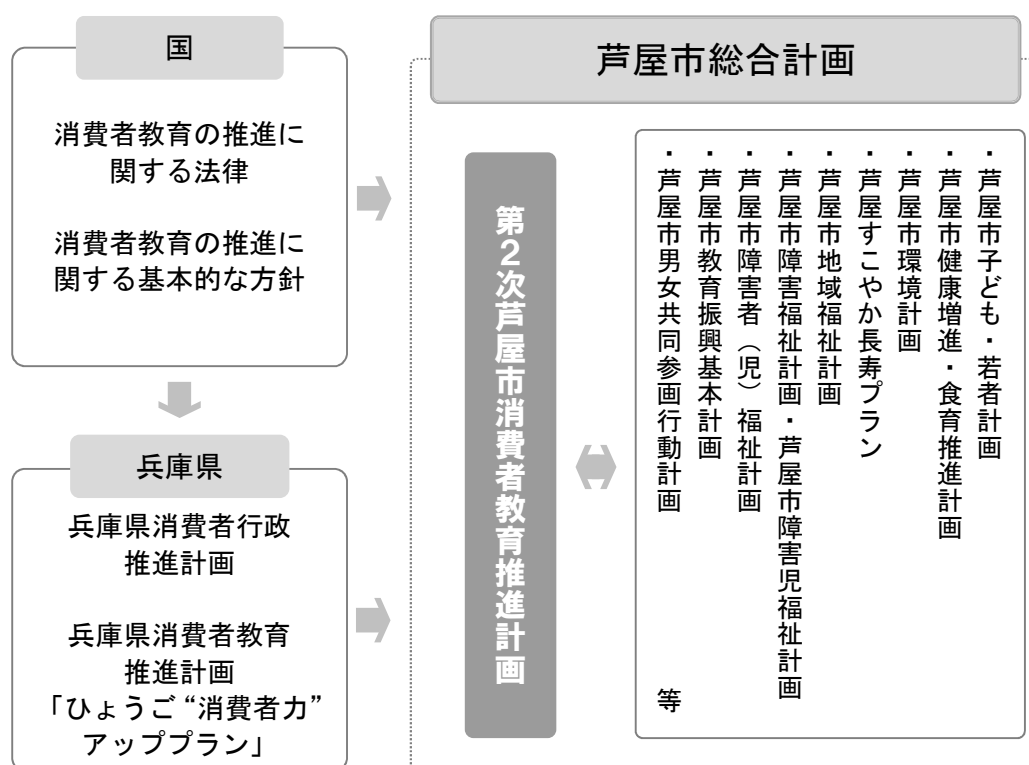 国
消費者教育の推進に
関する法律
消費者教育の推進に
関する基本的な方針
兵庫県
兵庫県消費者行政
推進計画
兵庫県消費者教育
推進計画
「ひょうご“消費者力”
アッププラン」
芦屋市総合計画
第2次芦屋市消費者教育推進計画
・芦屋市子ども・若者計画
・芦屋市健康増進・食育推進計画
・芦屋市環境計画
・芦屋すこやか長寿プラン
・芦屋市地域福祉計画
・芦屋市障害福祉計画・芦屋市障害児福祉計画
・芦屋市障害者（児）福祉計画
・芦屋市教育振興基本計画
・芦屋市男女共同参画行動計画 等